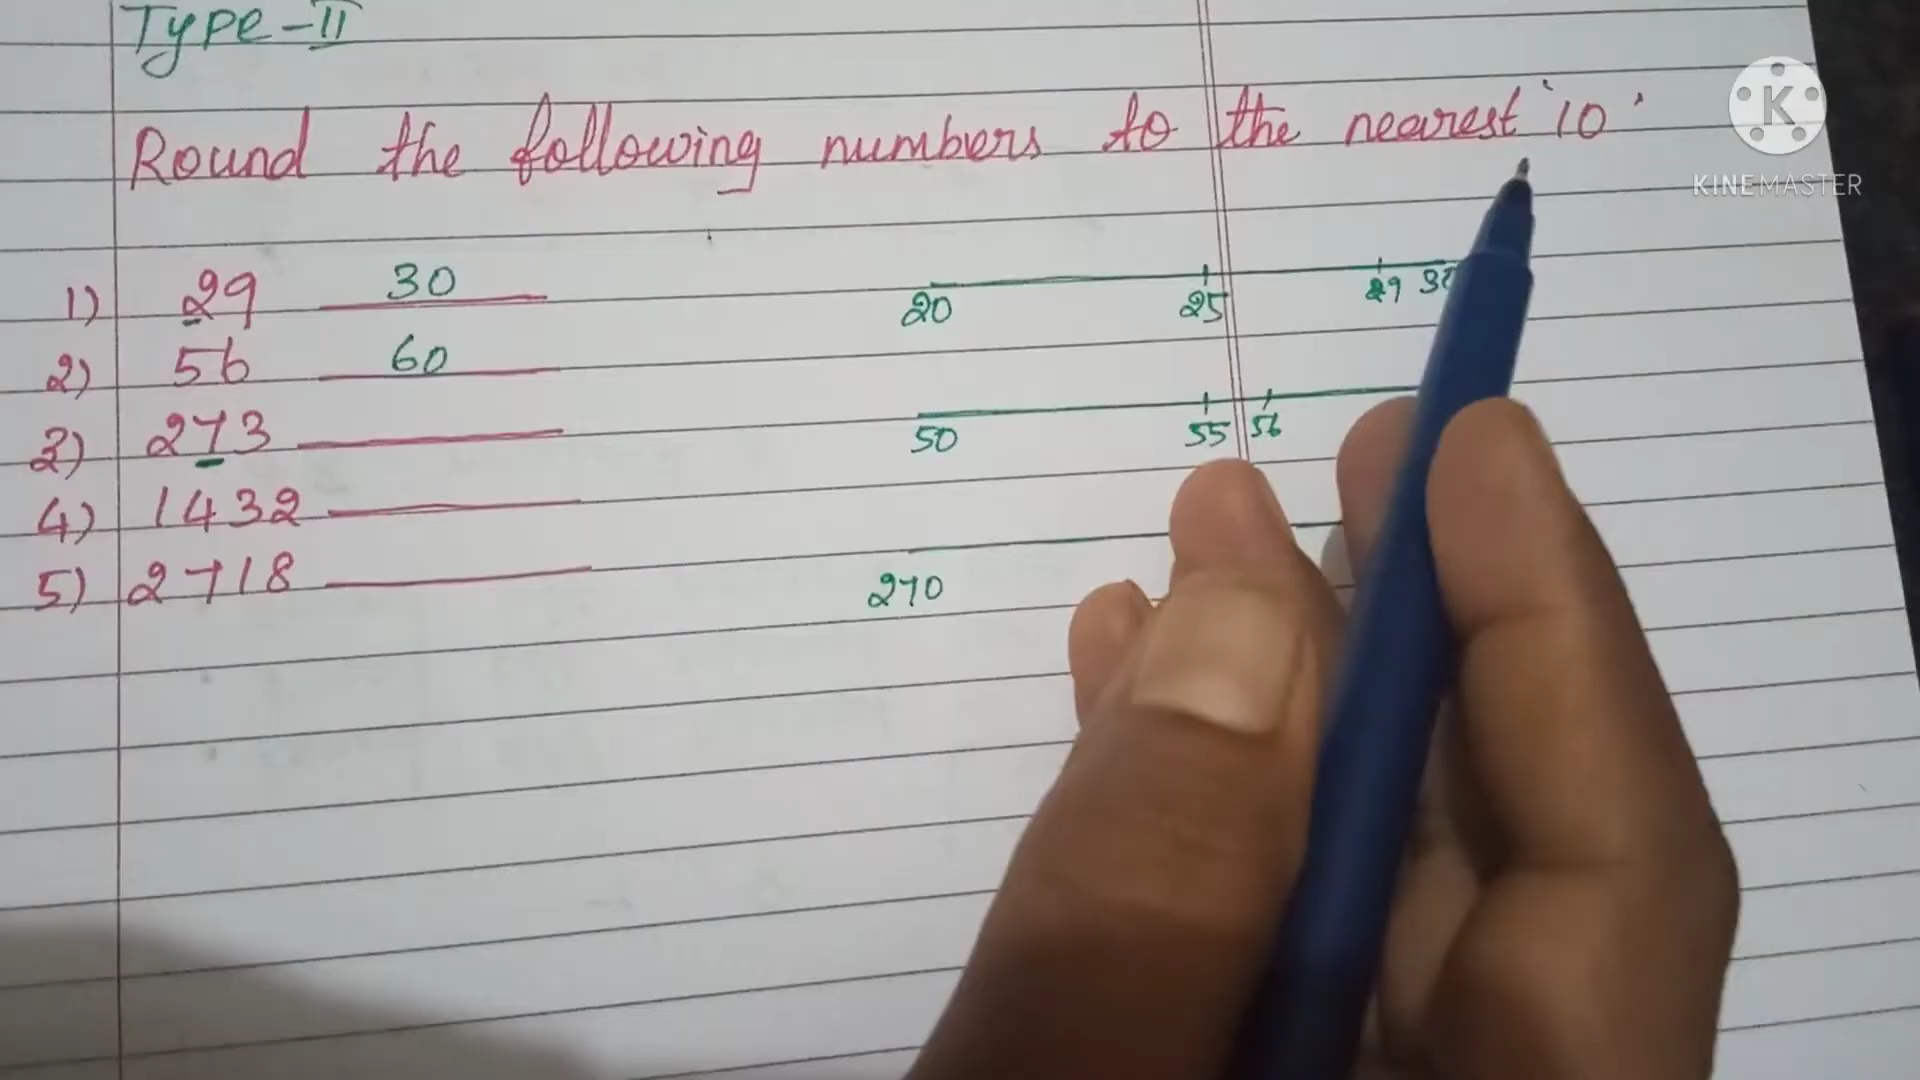 Type-II
Round the following numbers to the nearest '10'
KINEMASTER
1) 29 30
20 25 29
2) 56 60
50 55 56
3) 273
4) 1432
5) 2718
270